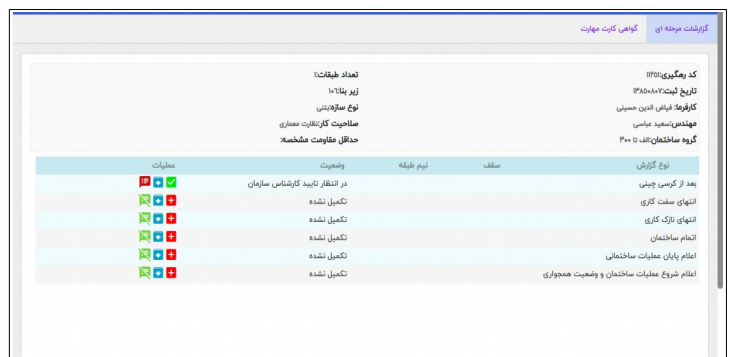 گزارشات مرحله ای گواهی کارت مهارت
کد رهگیری:۱۱۲۵۱ تعداد طبقات:۱
تاریخ ثبت:۱۳۸۵۰۸۰۷ زیر بنا:۱۰۶
کارفرما: فیاض الدین حسینی نوع سازه:بتنی
مهندس:سعید عباسی صلاحیت کار:نظارت معماری
گروه ساختمان:الف تا ۳۰۰ حداقل مقاومت مشخصه:
نوع گزارش سقف نیم طبقه وضعیت عملیات
بعد از کرسی چینی در انتظار تایید کارشناس سازمان
انتهای سفت کاری تکمیل نشده
انتهای نازک کاری تکمیل نشده
اتمام ساختمان تکمیل نشده
اعلام پایان عملیات ساختمانی تکمیل نشده
اعلام شروع عملیات ساختمان و وضعیت همجواری تکمیل نشده